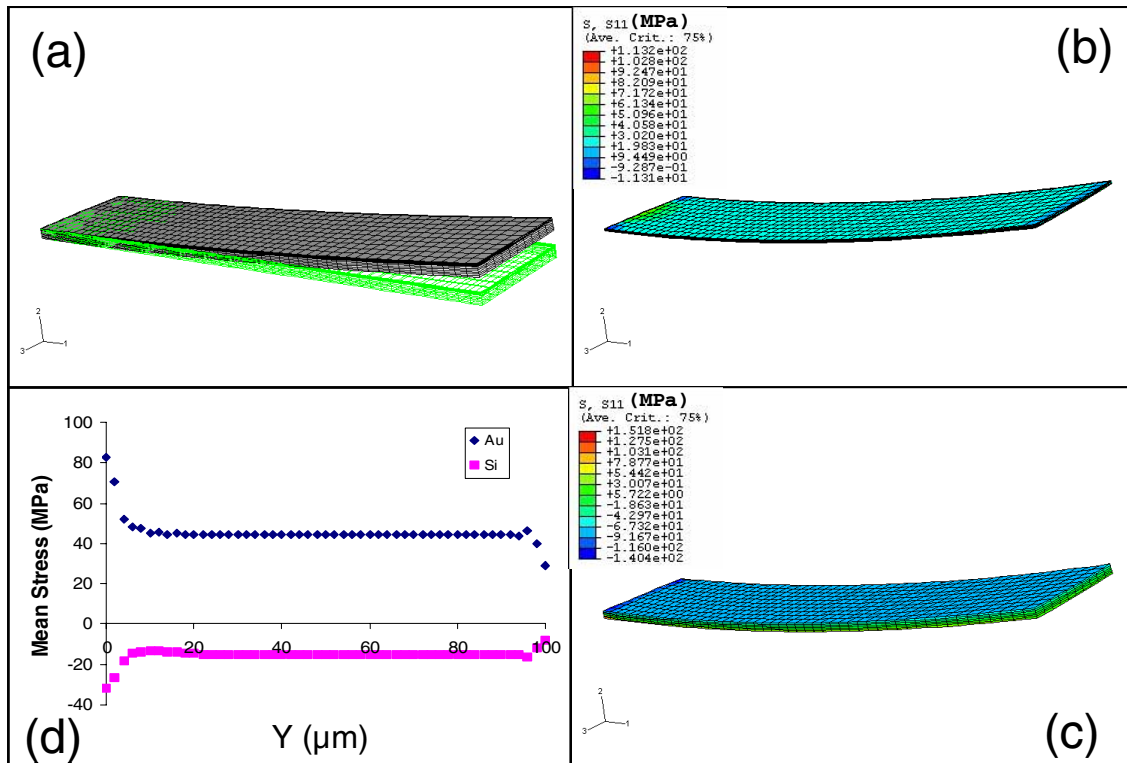 (a)
2
3
1
S, S11 (MPa)
(Ave. Crit.: 75%)
+1.132e+02
+1.028e+02
+9.247e+01
+8.209e+01
+7.172e+01
+6.134e+01
+5.096e+01
+4.058e+01
+3.020e+01
+1.983e+01
+9.449e+00
-9.287e-01
-1.131e+01
(b)
2
3
1
100
80
60
40
20
0
-20
-40
Mean Stress (MPa)
Au
Si
0
20
40
60
80
100
Y (µm)
(d)
S, S11 (MPa)
(Ave. Crit.: 75%)
+1.518e+02
+1.275e+02
+1.031e+02
+7.877e+01
+5.442e+01
+3.007e+01
+5.722e+00
-1.863e+01
-4.297e+01
-6.732e+01
-9.167e+01
-1.160e+02
-1.404e+02
2
3
1
(c)